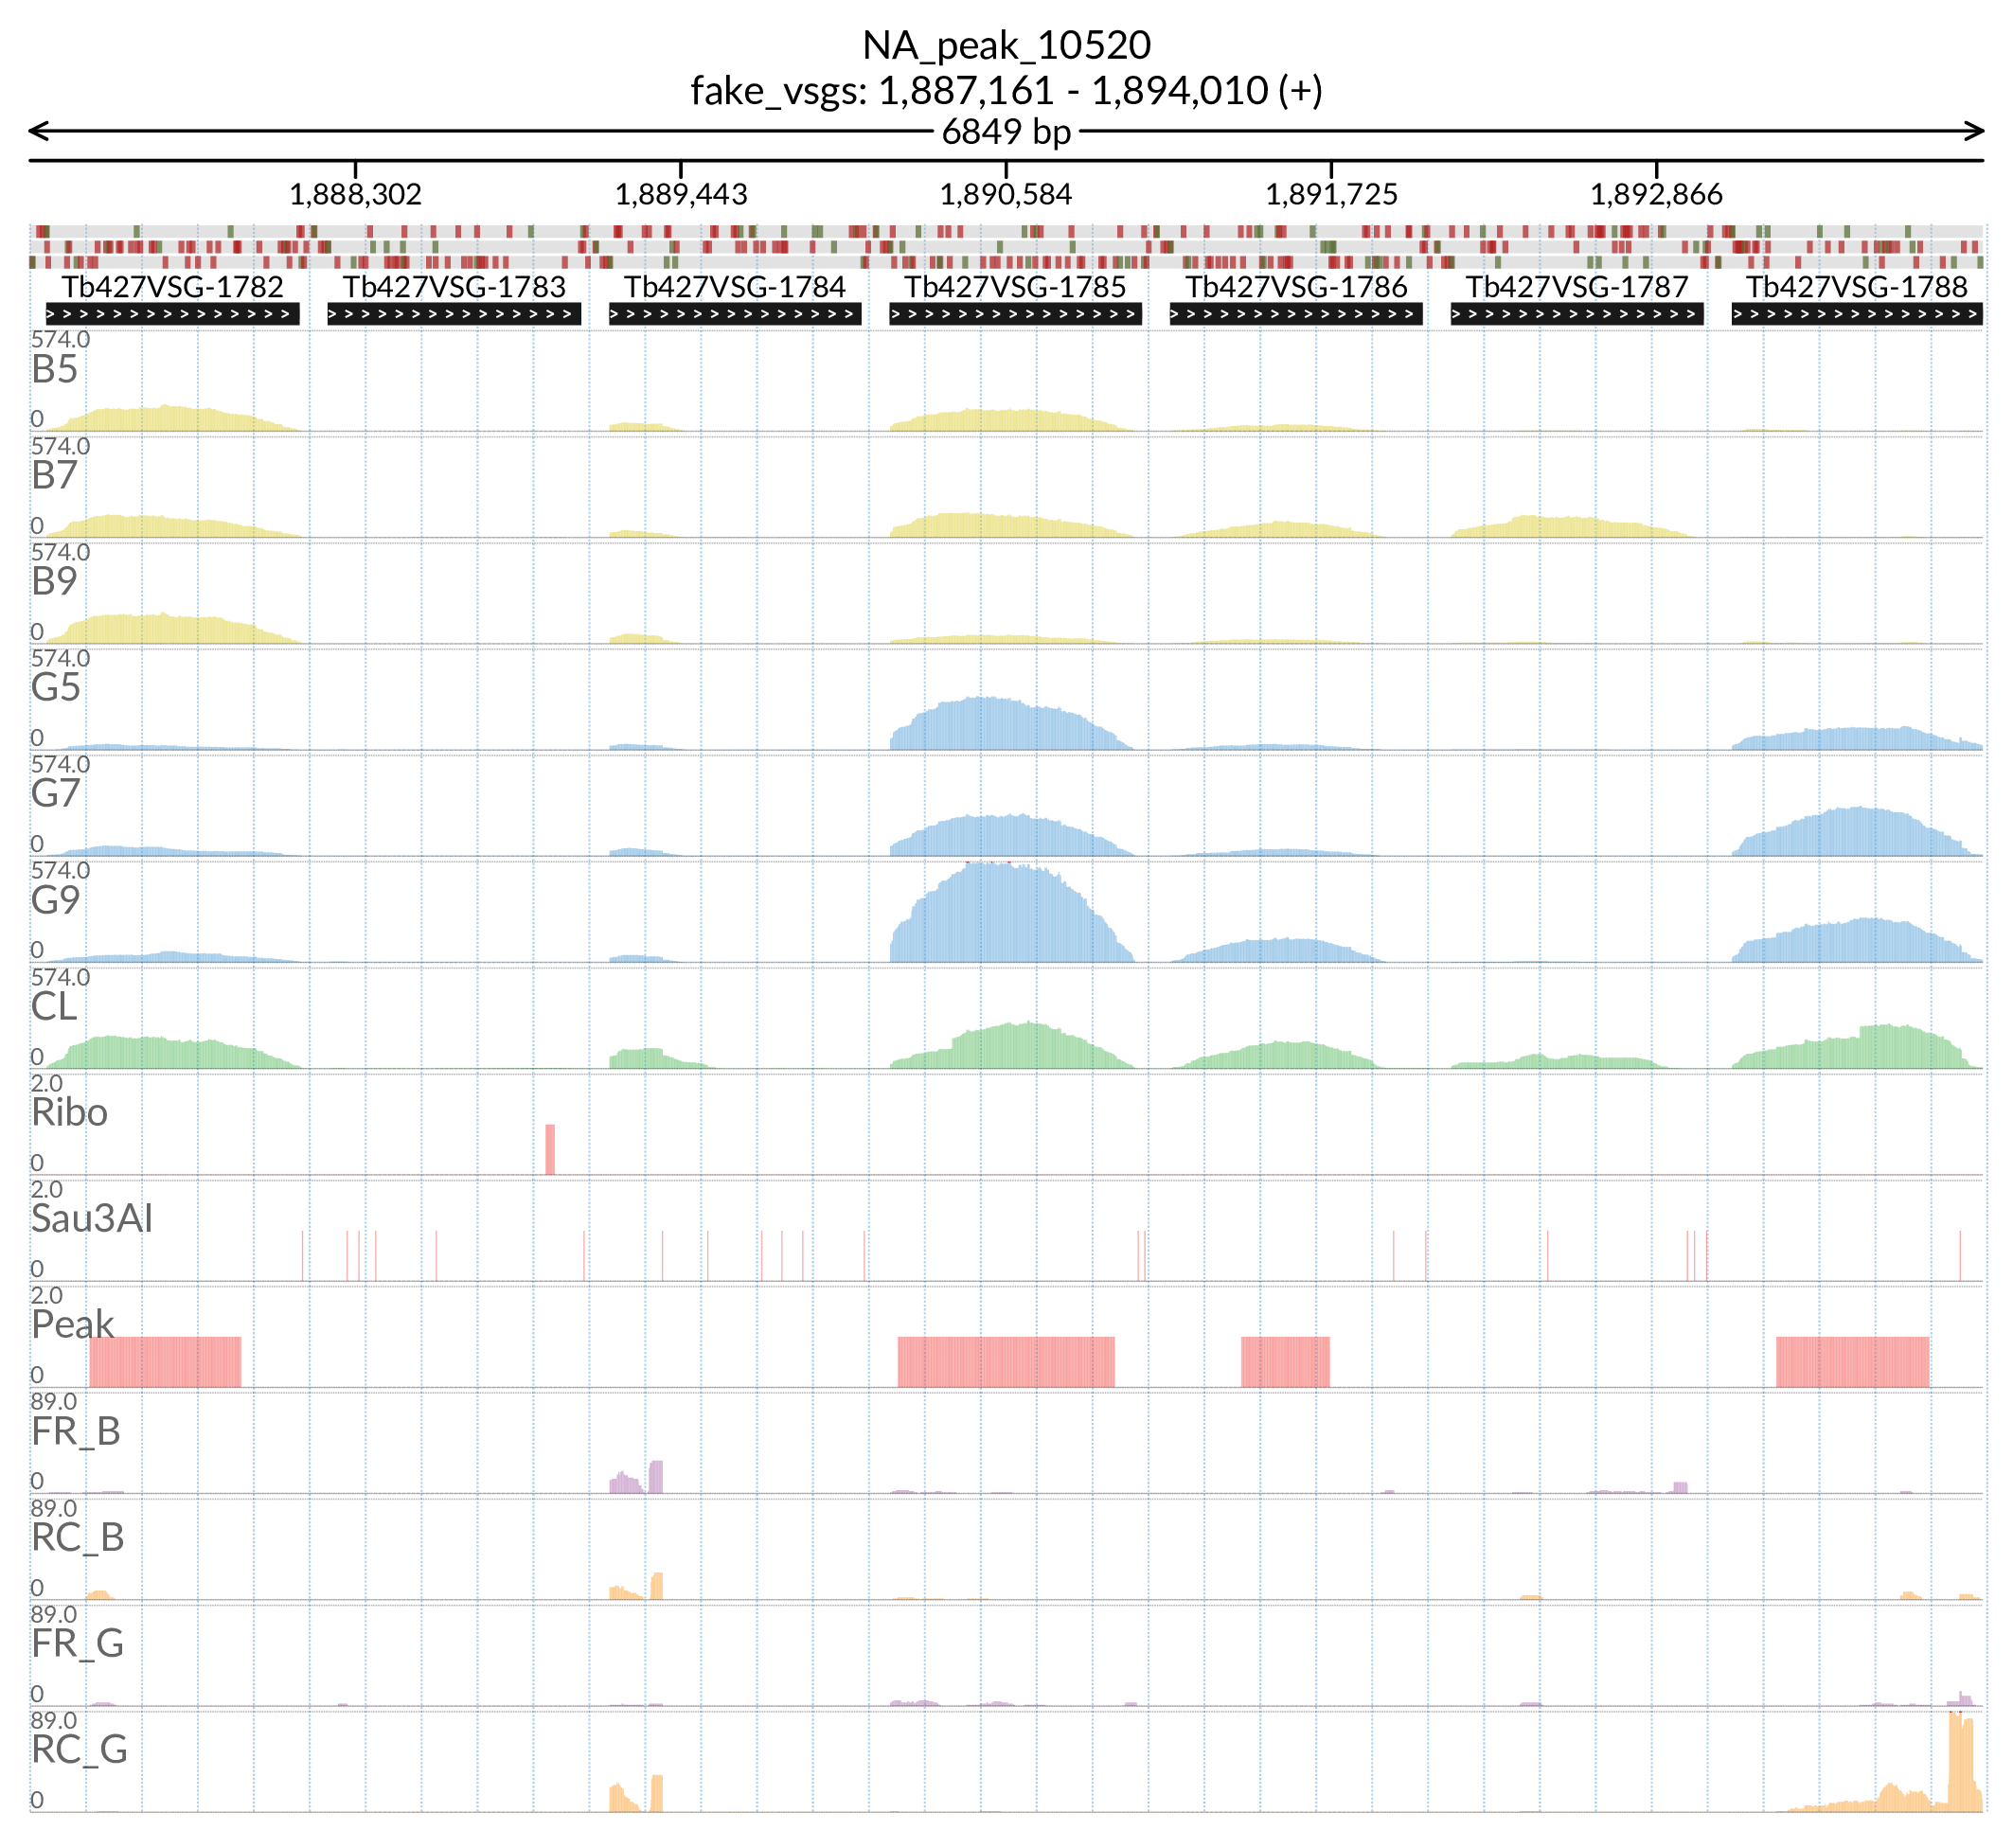 NA_peak_10520
fake_vsgs: 1,887,161 - 1,894,010 (+)
6849 bp
1,888,302 1,889,443 1,890,584 1,891,725 1,892,866
Tb427VSG-1782 Tb427VSG-1783 Tb427VSG-1784 Tb427VSG-1785 Tb427VSG-1786 Tb427VSG-1787 Tb427VSG-1788
574.0
B5
0
574.0
B7
0
574.0
B9
0
574.0
G5
0
574.0
G7
0
574.0
G9
0
574.0
CL
0
2.0
Ribo
0
2.0
Sau3AI
0
2.0
Peak
0
89.0
FR_B
0
89.0
RC_B
0
89.0
FR_G
0
89.0
RC_G
0